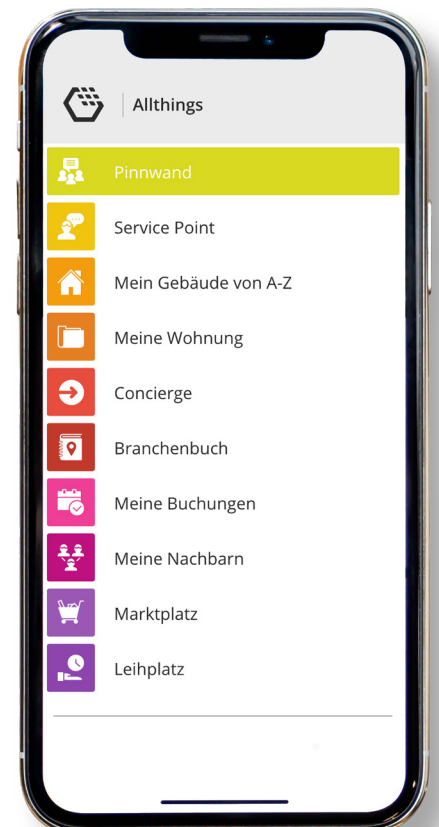 Allthings
Pinnwand
Service Point
Mein Gebäude von A-Z
Meine Wohnung
Concierge
Branchenbuch
Meine Buchungen
Meine Nachbarn
Marktplatz
Leihplatz